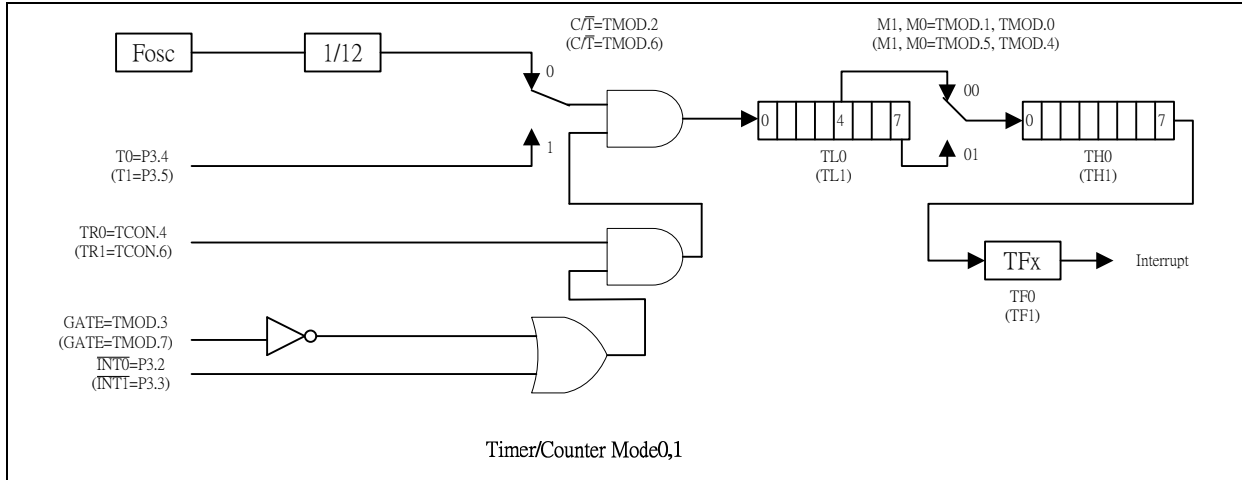 C/T̅=TMOD.2
(C/T̅=TMOD.6)
M1, M0=TMOD.1, TMOD.0
(M1, M0=TMOD.5, TMOD.4)
Fosc
1/12
0
1
T0=P3.4
(T1=P3.5)
0
4
7
TL0
(TL1)
00
01
0
7
TH0
(TH1)
TR0=TCON.4
(TR1=TCON.6)
TFx
Interrupt
TF0
(TF1)
GATE=TMOD.3
(GATE=TMOD.7)
I̅N̅T̅0̅=P3.2
(I̅N̅T̅1̅=P3.3)
Timer/Counter Mode0,1